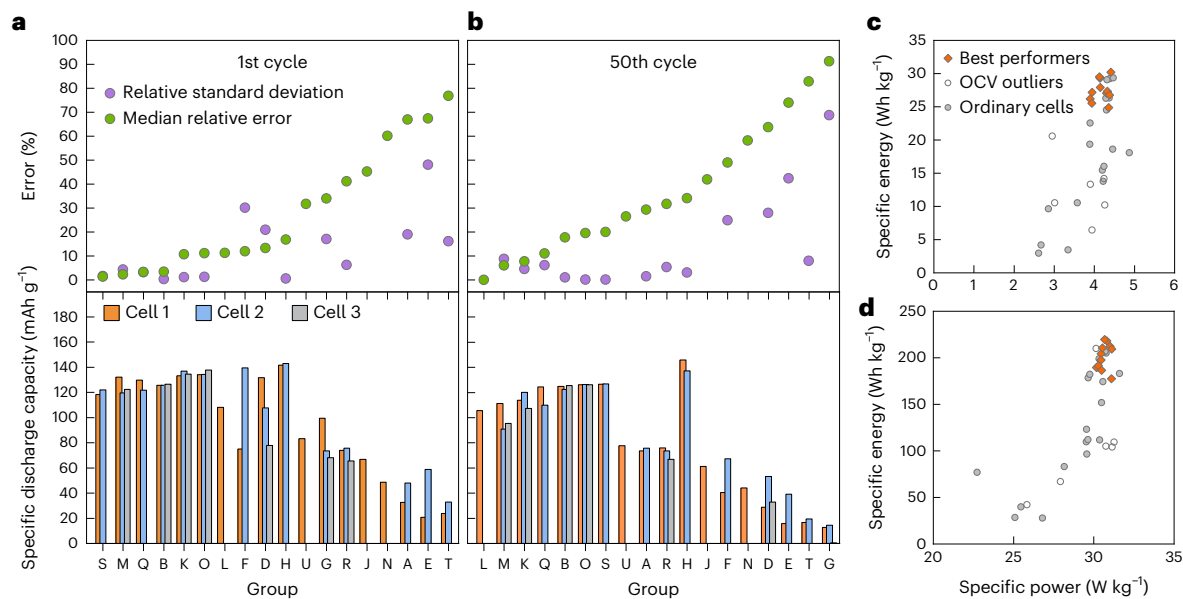 a
100
90
80
70
60
50
40
30
20
10
0
Error (%)
1st cycle
Relative standard deviation
Median relative error
180
160
140
120
100
80
60
40
20
0
Specific discharge capacity (mAh g⁻¹)
Cell 1 Cell 2 Cell 3
S M Q B K O L F D H U G R J N A E T
Group
b
50th cycle
L M K Q B O S U A R H J F N D E T G
Group
c
35
30
25
20
15
10
5
0
Specific energy (Wh kg⁻¹)
Best performers
OCV outliers
Ordinary cells
0 1 2 3 4 5 6
d
250
200
150
100
50
0
Specific energy (Wh kg⁻¹)
20 25 30 35
Specific power (W kg⁻¹)